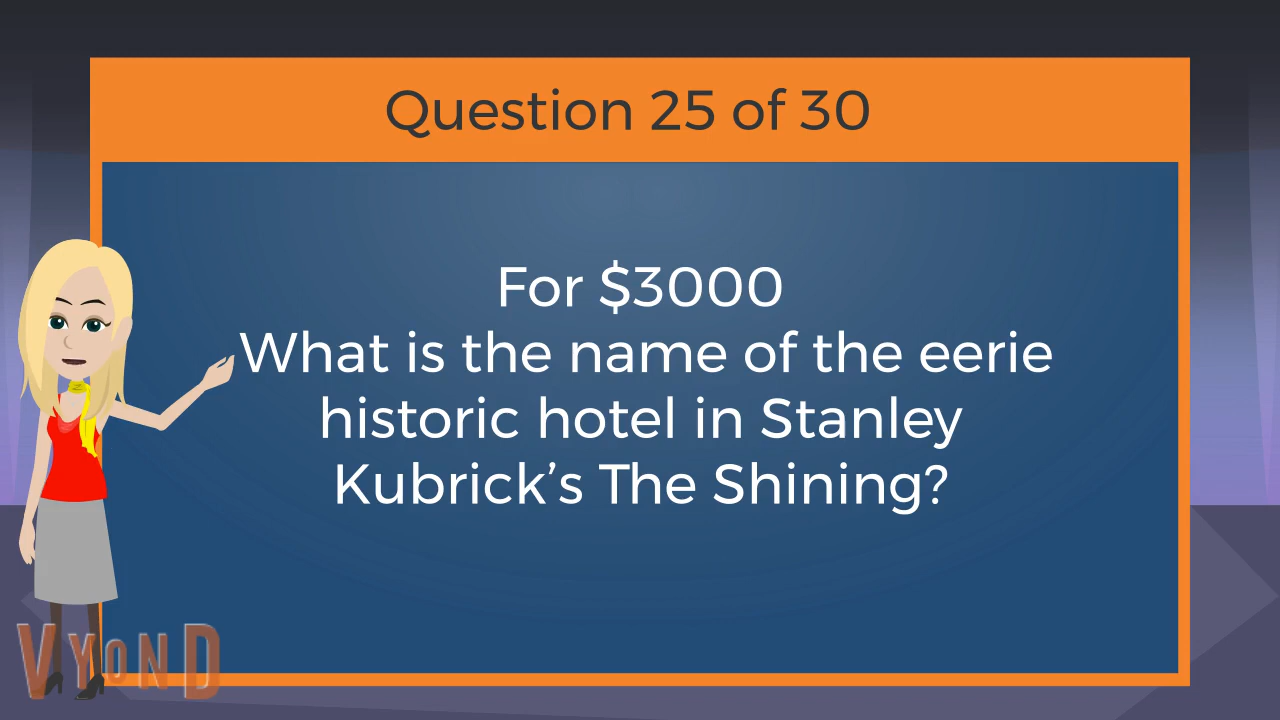 Question 25 of 30
For $3000
What is the name of the eerie
historic hotel in Stanley
Kubrick’s The Shining?
VYonD